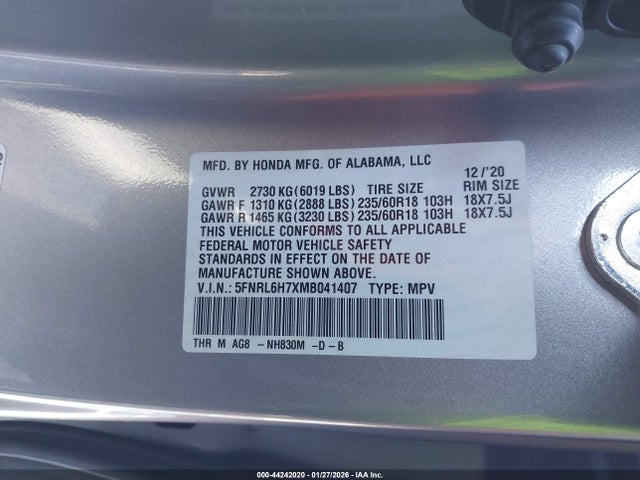 MFD. BY HONDA MFG. OF ALABAMA, LLC
12 /'20
GVWR 2730 KG(6019 LBS) TIRE SIZE RIM SIZE
GAWR F 1310 KG(2888 LBS)235/60R18 103H 18X7.5J
GAWR R 1465 KG(3230 LBS)235/60R18 103H 18X7.5J
THIS VEHICLE CONFORMS TO ALL APPLICABLE
FEDERAL MOTOR VEHICLE SAFETY
STANDARDS IN EFFECT ON THE DATE OF
MANUFACTURE SHOWN ABOVE.
V.I.N.: 5FNRL6H7XMB041407 TYPE: MPV
THR M AG8 -NH830M -D-B
000-44242020 - 01/27/2026 - IAA Inc.